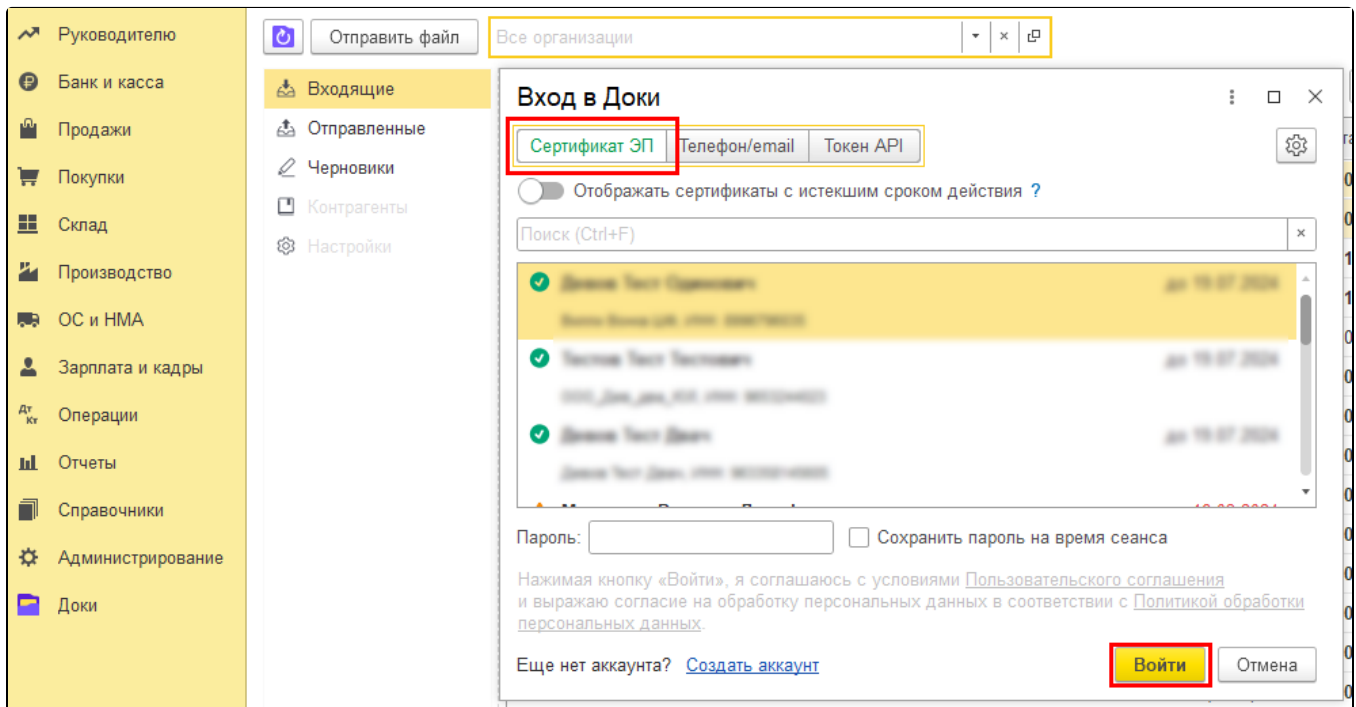 Руководителю
Банк и касса
Продажи
Покупки
Склад
Производство
ОС и НМА
Зарплата и кадры
Дт Кт Операции
Отчеты
Справочники
Администрирование
Доки
Отправить файл
Все организации
Входящие
Отправленные
Черновики
Контрагенты
Настройки
Вход в Доки
Сертификат ЭП Телефон/email Токен API
Отображать сертификаты с истекшим сроком действия ?
Поиск (Ctrl+F)
Пароль: Сохранить пароль на время сеанса
Нажимая кнопку «Войти», я соглашаюсь с условиями Пользовательского соглашения
и выражаю согласие на обработку персональных данных в соответствии с Политикой обработки
персональных данных.
Еще нет аккаунта? Создать аккаунт Войти Отмена